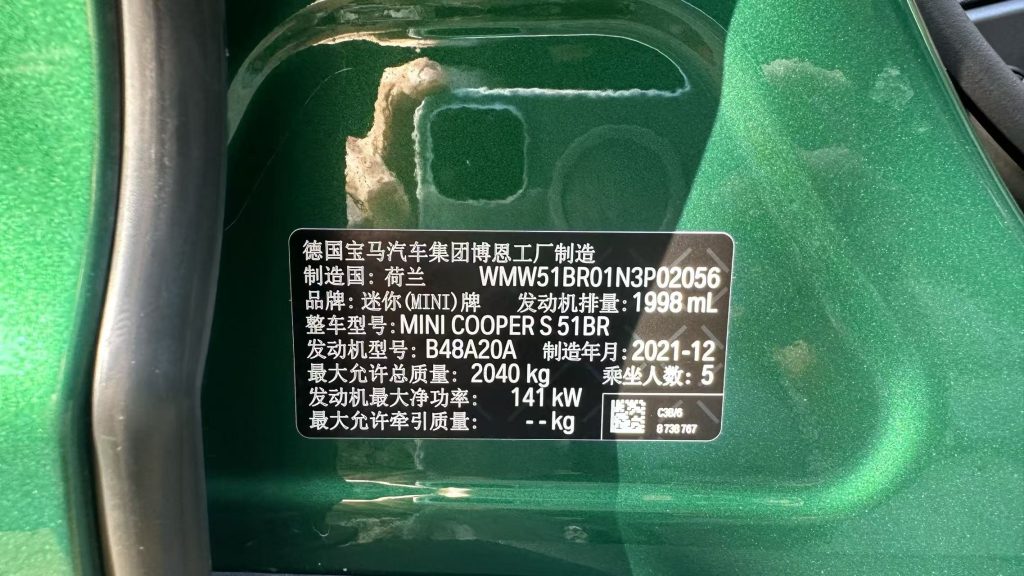 德国宝马汽车集团博恩工厂制造
制造国：荷兰 WMW51BR01N3P02056
品牌：迷你(MINI)牌 发动机排量：1998 mL
整车型号：MINI COOPER S 51BR
发动机型号：B48A20A 制造年月：2021-12
最大允许总质量：2040 kg 乘坐人数：5
发动机最大净功率：141 kW
最大允许牵引质量：--kg
C38/6
8 738 767